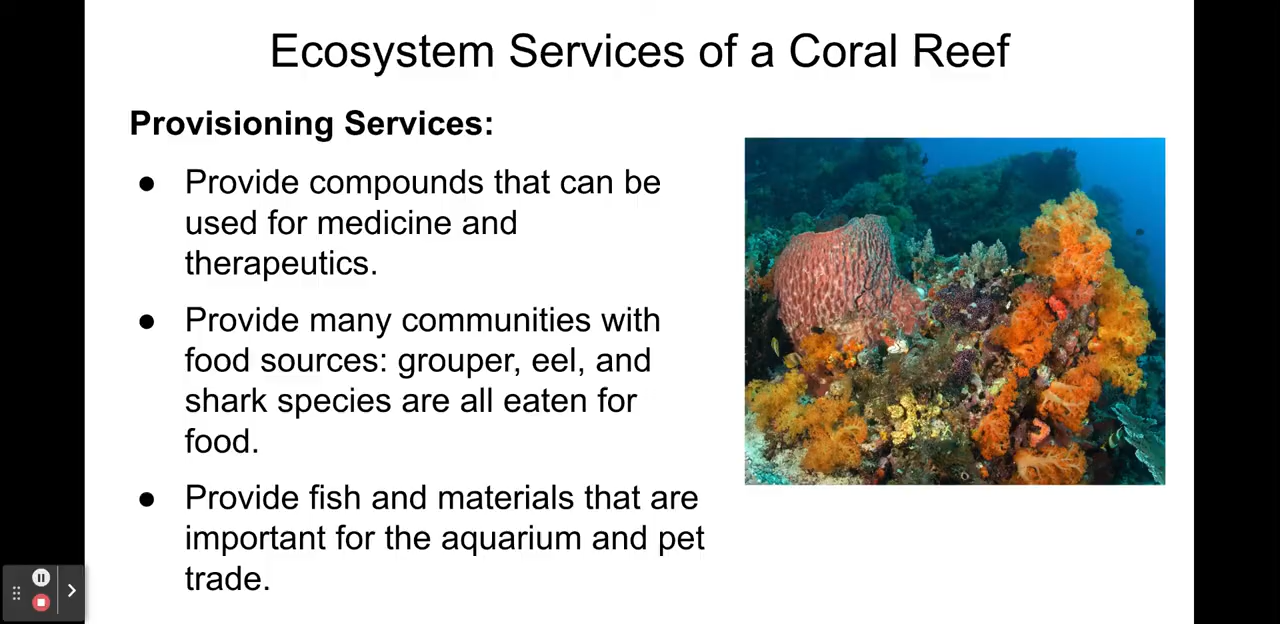 Ecosystem Services of a Coral Reef
Provisioning Services:
● Provide compounds that can be
used for medicine and
therapeutics.
● Provide many communities with
food sources: grouper, eel, and
shark species are all eaten for
food.
● Provide fish and materials that are
important for the aquarium and pet
trade.